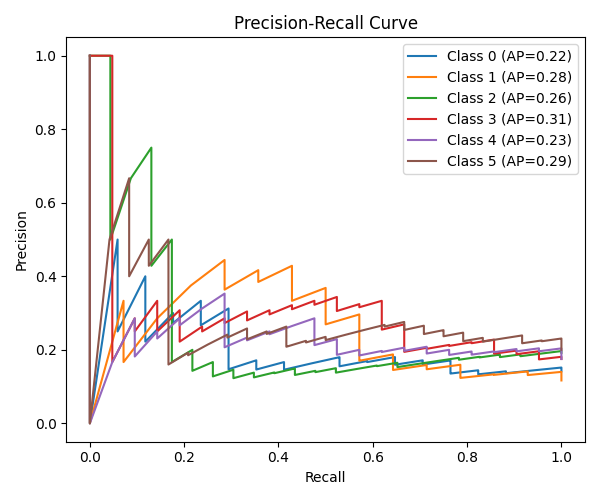 Precision-Recall Curve
Class 0 (AP=0.22)
Class 1 (AP=0.28)
Class 2 (AP=0.26)
Class 3 (AP=0.31)
Class 4 (AP=0.23)
Class 5 (AP=0.29)
Precision
1.0
0.8
0.6
0.4
0.2
0.0
0.0 0.2 0.4 0.6 0.8 1.0
Recall